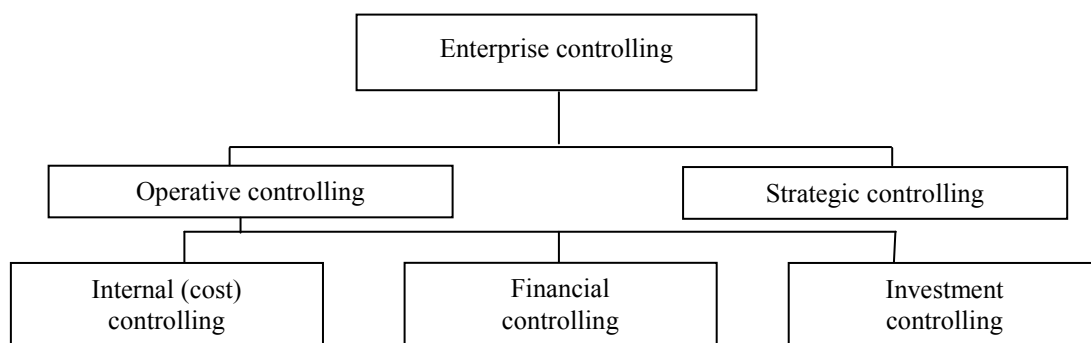 Enterprise controlling
Operative controlling
Strategic controlling
Internal (cost)
controlling
Financial
controlling
Investment
controlling